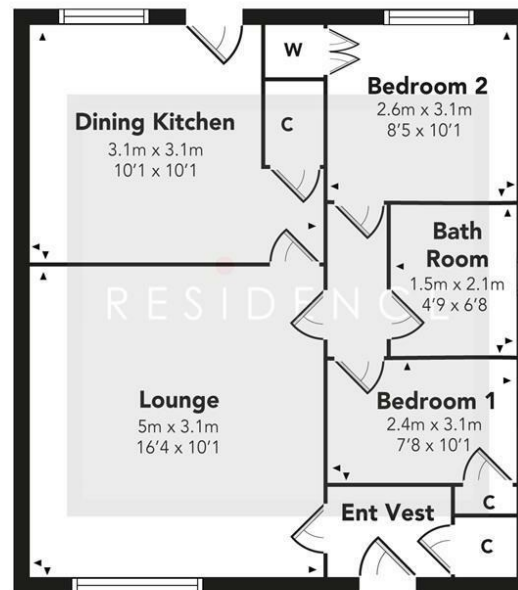 W
C
Dining Kitchen
3.1m x 3.1m
10'1 x 10'1
Bedroom 2
2.6m x 3.1m
8'5 x 10'1
Bath
Room
1.5m x 2.1m
4'9 x 6'8
RESIDENCE
Lounge
5m x 3.1m
16'4 x 10'1
Bedroom 1
2.4m x 3.1m
7'8 x 10'1
Ent Vest
C
C